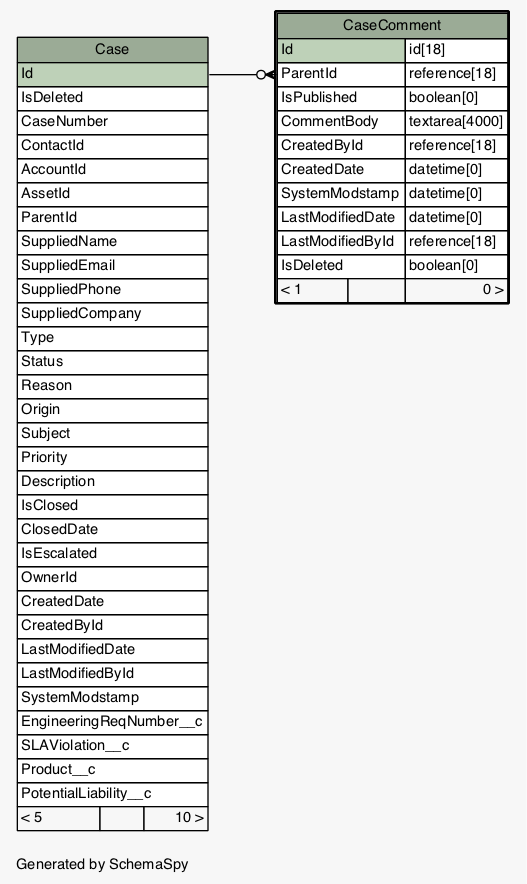 Case
Id
IsDeleted
CaseNumber
ContactId
AccountId
AssetId
ParentId
SuppliedName
SuppliedEmail
SuppliedPhone
SuppliedCompany
Type
Status
Reason
Origin
Subject
Priority
Description
IsClosed
ClosedDate
IsEscalated
OwnerId
CreatedDate
CreatedById
LastModifiedDate
LastModifiedById
SystemModstamp
EngineeringReqNumber__c
SLAViolation__c
Product__c
PotentialLiability__c
< 5 10 >
CaseComment
Id id[18]
ParentId reference[18]
IsPublished boolean[0]
CommentBody textarea[4000]
CreatedById reference[18]
CreatedDate datetime[0]
SystemModstamp datetime[0]
LastModifiedDate datetime[0]
LastModifiedById reference[18]
IsDeleted boolean[0]
< 1 0 >
Generated by SchemaSpy